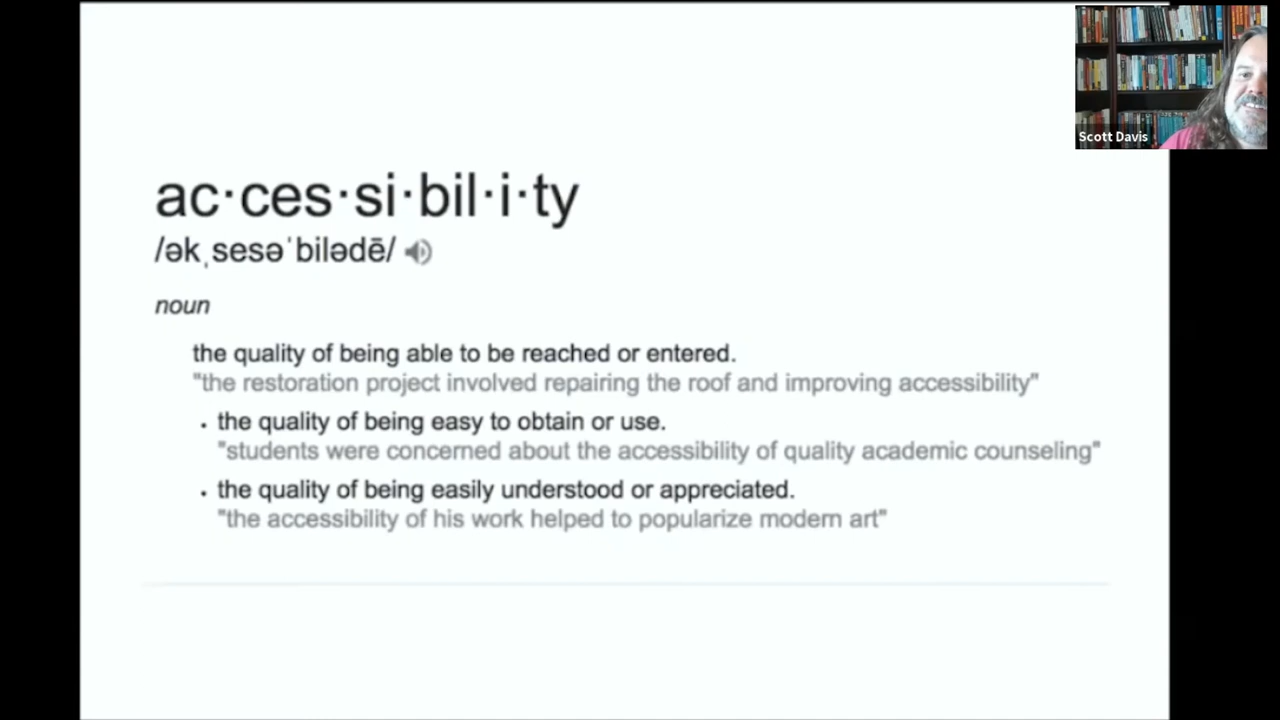 Scott Davis
ac·ces·si·bil·i·ty
/əkˌsesəˈbilədē/
noun
the quality of being able to be reached or entered.
"the restoration project involved repairing the roof and improving accessibility"
• the quality of being easy to obtain or use.
"students were concerned about the accessibility of quality academic counseling"
• the quality of being easily understood or appreciated.
"the accessibility of his work helped to popularize modern art"